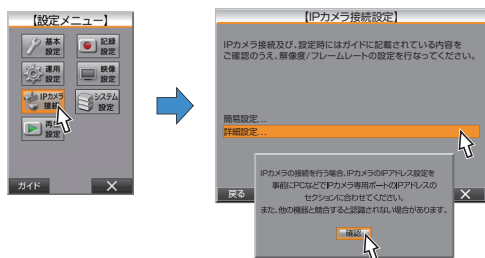 【設定メニュー】
基本
設定
記録
設定
運用
設定
映像
設定
IPカメラ
接続
システム
設定
再生
設定
ガイド
【IPカメラ接続設定】
IPカメラ接続及び、設定時にはガイドに記載されている内容を
ご確認のうえ、解像度/フレームレートの設定を行なってください。
簡易設定...
詳細設定...
IPカメラの接続を行う場合、IPカメラのIPアドレス設定を
事前にPCなどでIPカメラ専用ポートのIPアドレスの
セクションに合わせてください。
また、他の機器と競合すると認識されない場合があります。
戻る
確認